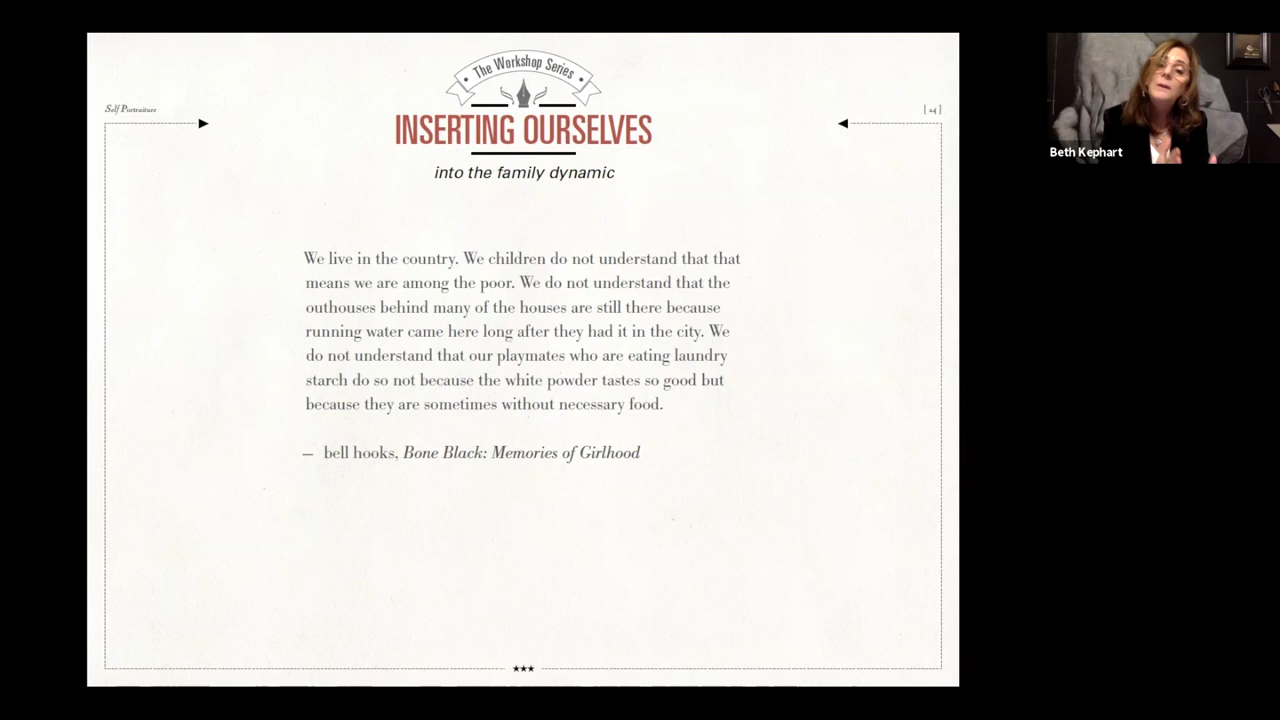 The Workshop Series
Self Portraiture
[ 24 ]
INSERTING OURSELVES
into the family dynamic
We live in the country. We children do not understand that that
means we are among the poor. We do not understand that the
outhouses behind many of the houses are still there because
running water came here long after they had it in the city. We
do not understand that our playmates who are eating laundry
starch do so not because the white powder tastes so good but
because they are sometimes without necessary food.
— bell hooks, Bone Black: Memories of Girlhood
Beth Kephart